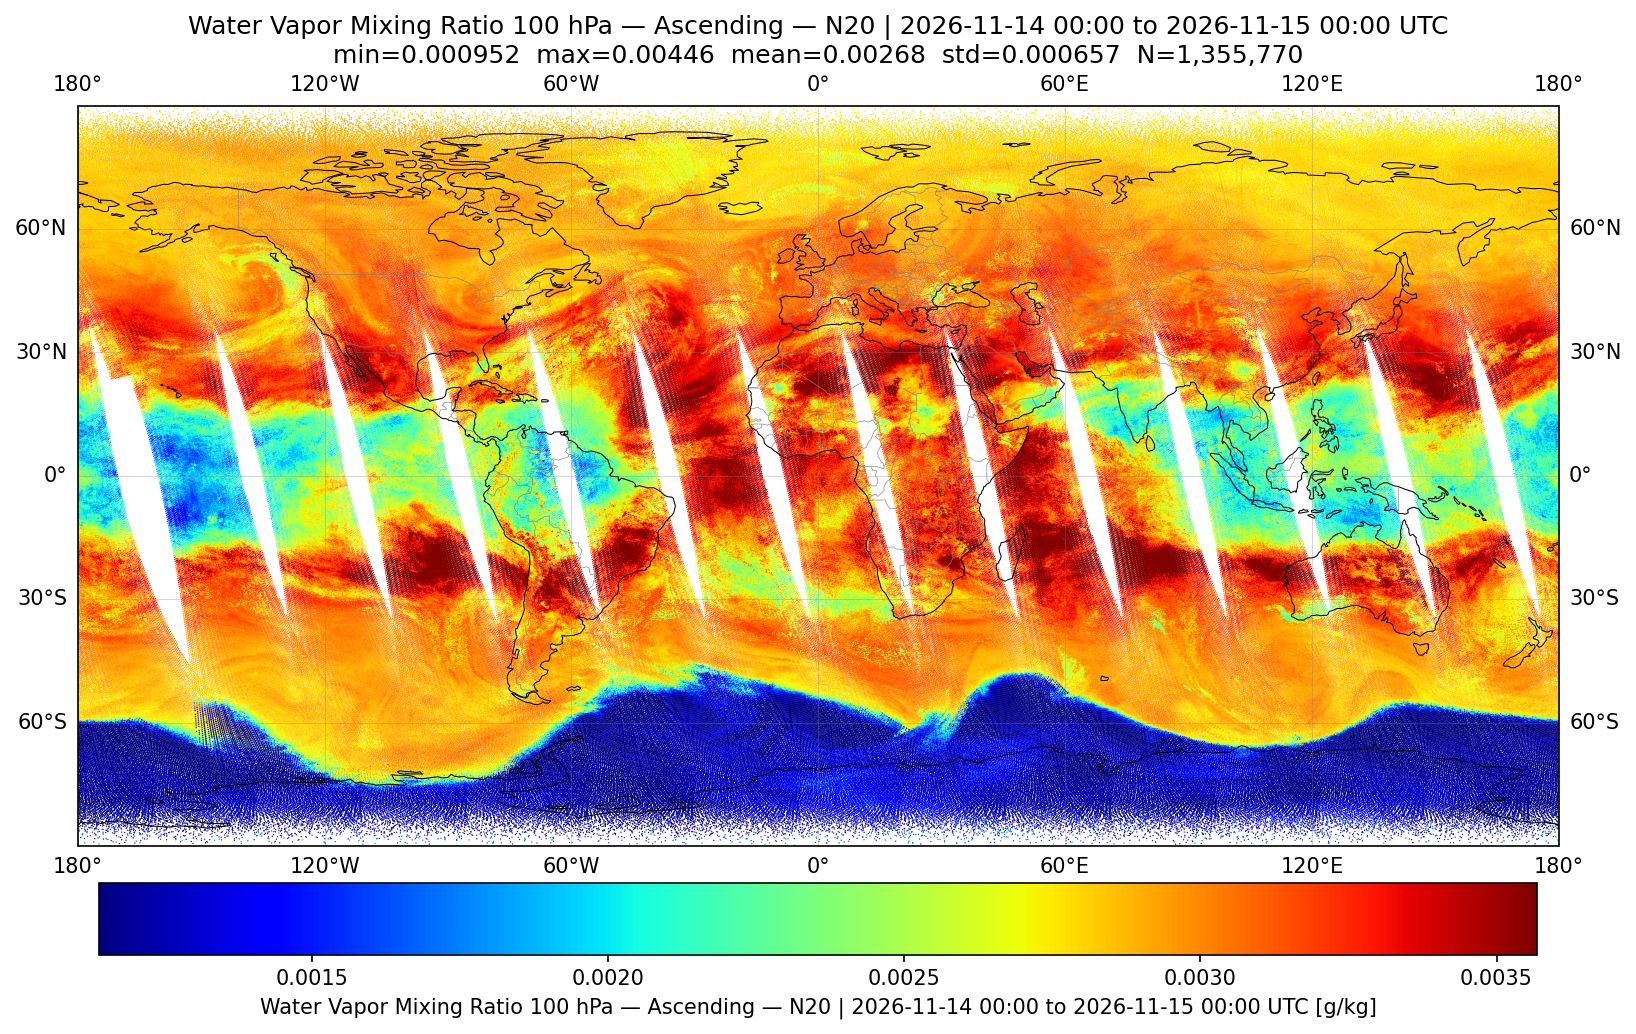 Water Vapor Mixing Ratio 100 hPa — Ascending — N20 | 2026-11-14 00:00 to 2026-11-15 00:00 UTC
min=0.000952  max=0.00446  mean=0.00268  std=0.000657  N=1,355,770
180° 120°W 60°W 0° 60°E 120°E 180°
60°N 60°N
30°N 30°N
0° 0°
30°S 30°S
60°S 60°S
180° 120°W 60°W 0° 60°E 120°E 180°
0.0015 0.0020 0.0025 0.0030 0.0035
Water Vapor Mixing Ratio 100 hPa — Ascending — N20 | 2026-11-14 00:00 to 2026-11-15 00:00 UTC [g/kg]